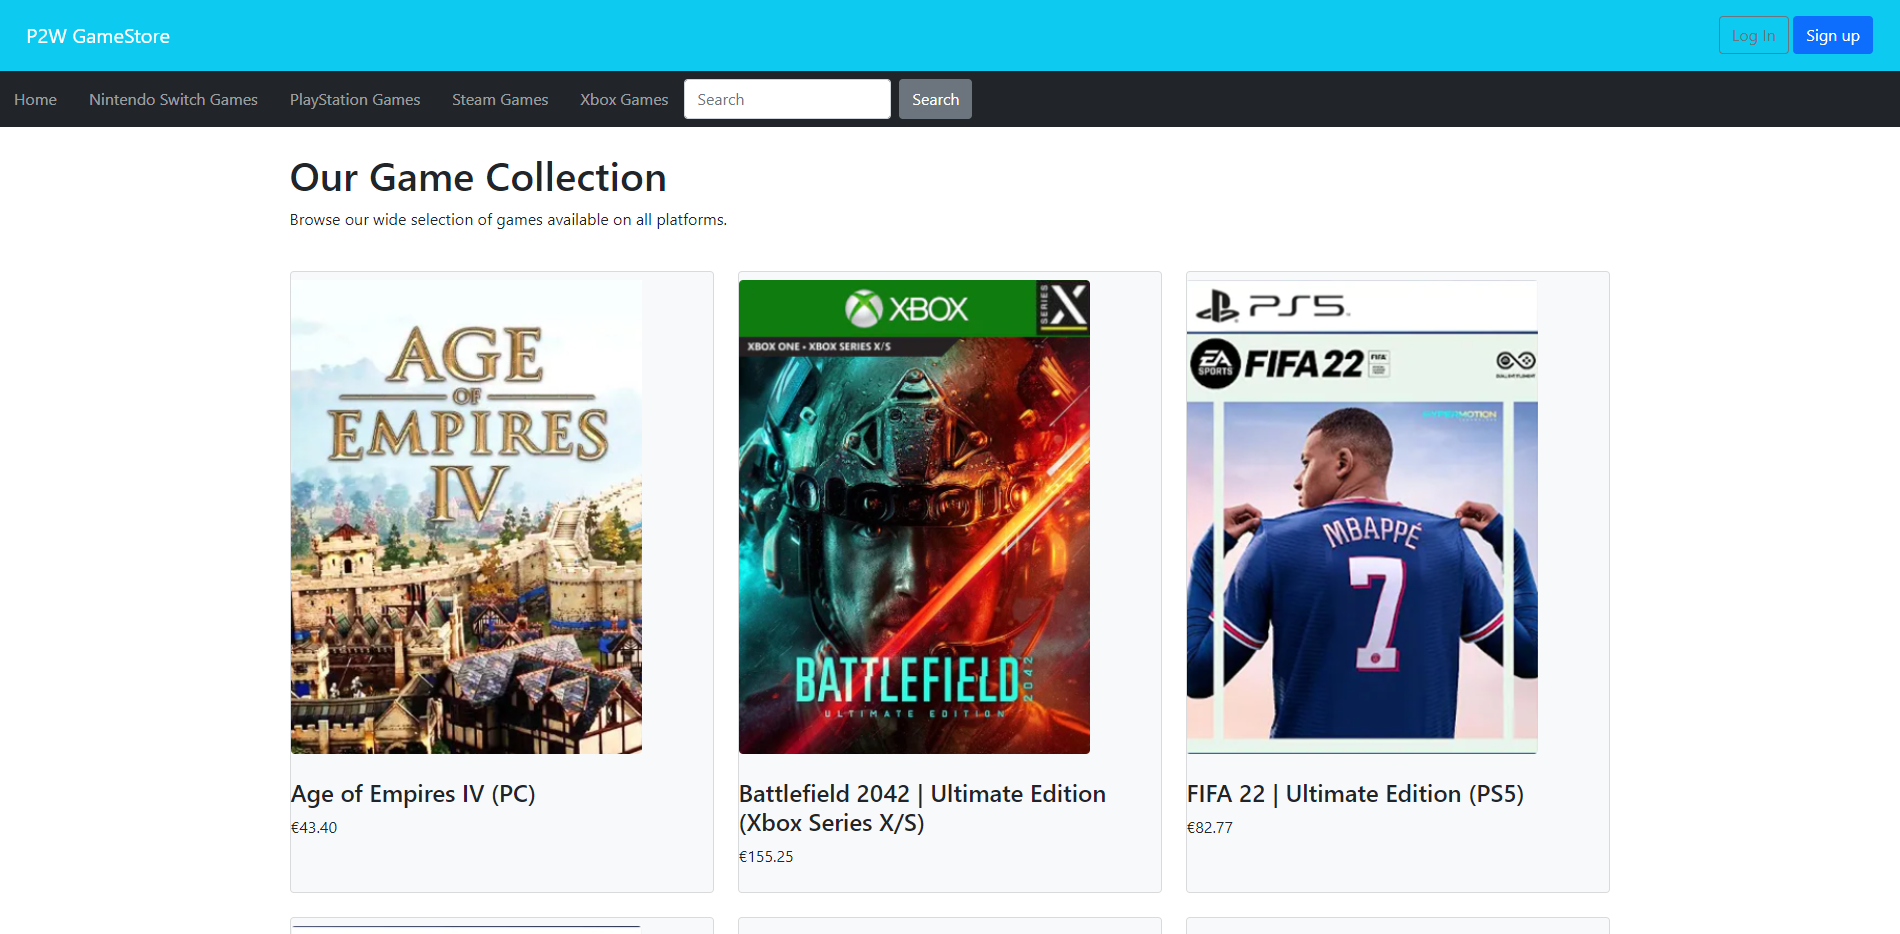 P2W GameStore
Log In
Sign up
Home
Nintendo Switch Games
PlayStation Games
Steam Games
Xbox Games
Search
Search
Our Game Collection
Browse our wide selection of games available on all platforms.
AGE
OF
EMPIRES
IV
Age of Empires IV (PC)
€43.40
XBOX
SERIES X
XBOX ONE • XBOX SERIES X/S
BATTLEFIELD 2042
ULTIMATE EDITION
Battlefield 2042 | Ultimate Edition
(Xbox Series X/S)
€155.25
PS5
EA SPORTS FIFA 22
HYPERMOTION
MBAPPÉ
7
FIFA 22 | Ultimate Edition (PS5)
€82.77